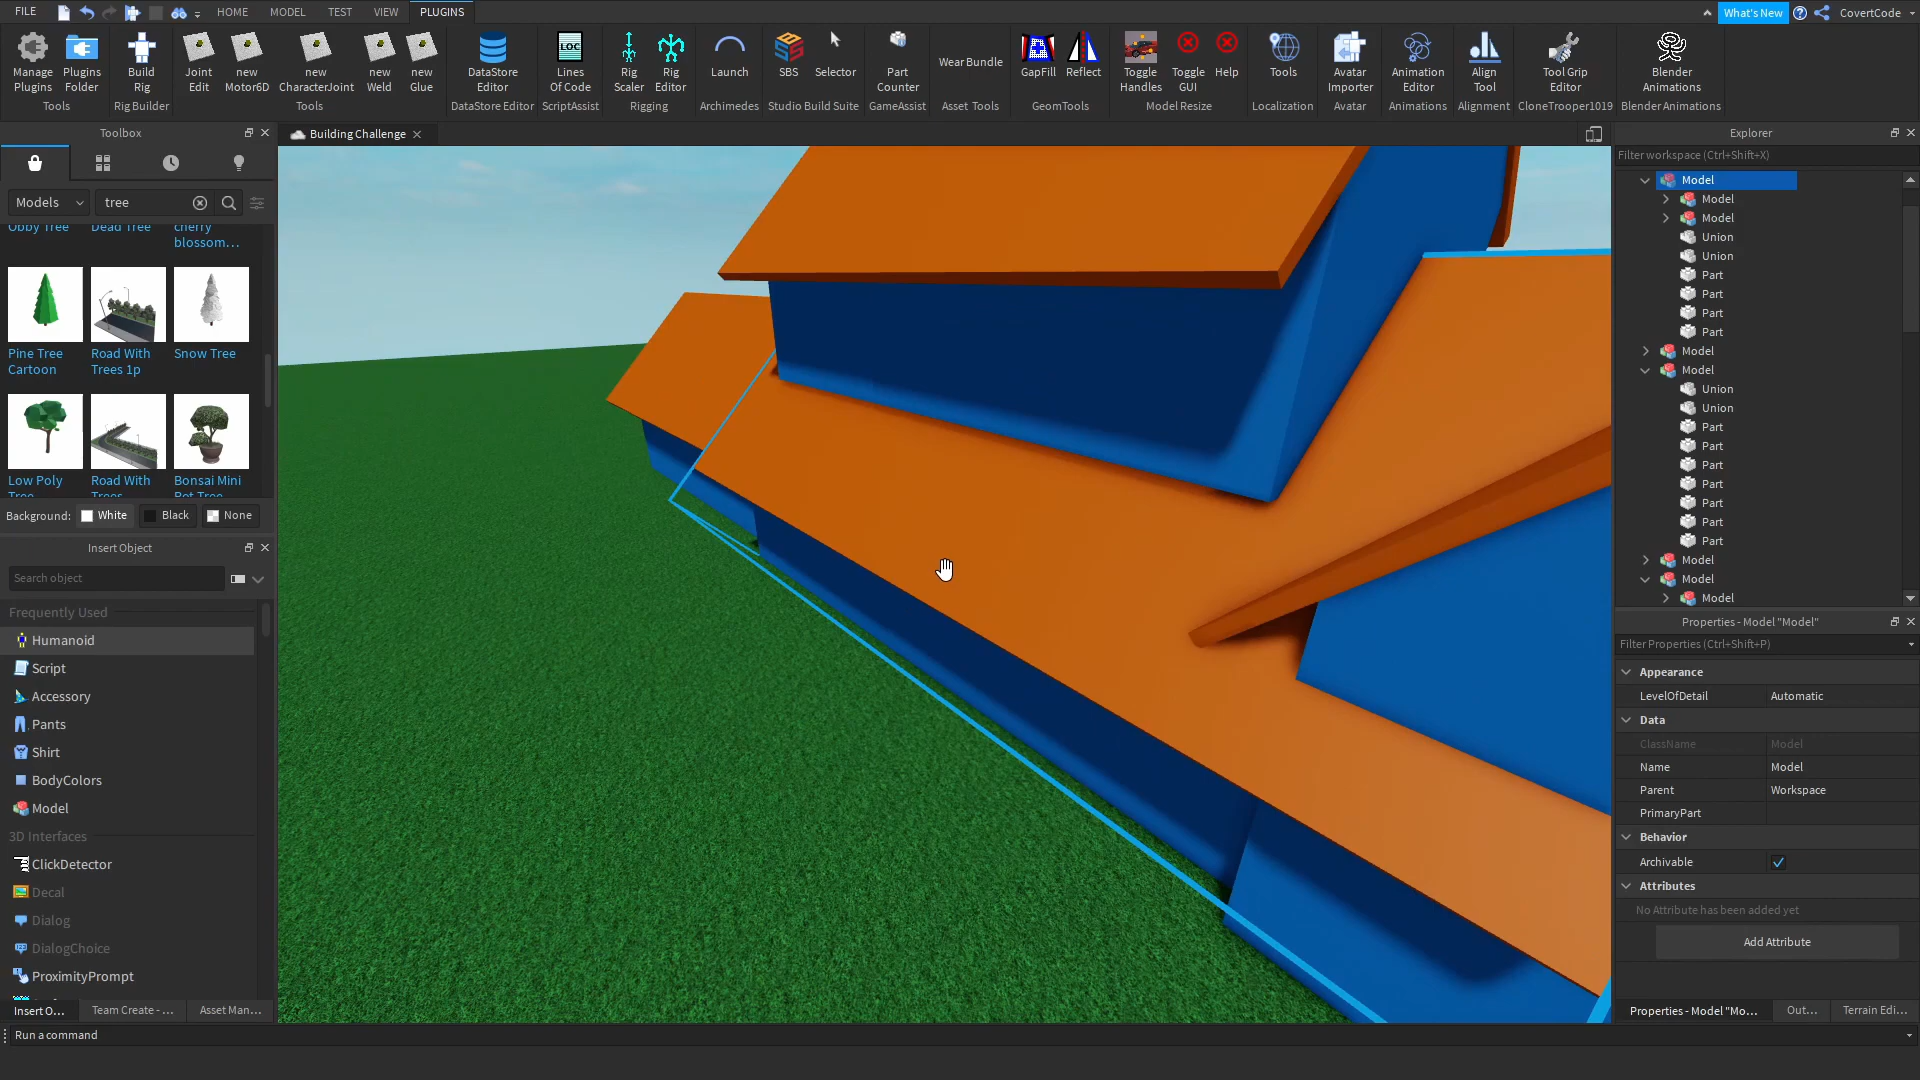 FILE
HOME
MODEL
TEST
VIEW
PLUGINS
What's New
CovertCode
Manage Plugins
Plugins Folder
Tools
Build Rig
Rig Builder
Joint Edit
new Motor6D
new CharacterJoint
new Weld
new Glue
Tools
DataStore Editor
DataStore Editor
LOC
Lines Of Code
ScriptAssist
Rig Scaler
Rig Editor
Rigging
Launch
Archimedes
SBS
Selector
Studio Build Suite
Part Counter
GameAssist
Wear Bundle
Asset Tools
GapFill
Reflect
GeomTools
Toggle Handles
Toggle GUI
Help
Model Resize
Tools
Localization
Avatar Importer
Avatar
Animation Editor
Animations
Align Tool
Alignment
Tool Grip Editor
CloneTrooper1019
Blender Animations
Blender Animations
Toolbox
Models
tree
Obby Tree
Dead Tree
cherry blossom...
Pine Tree Cartoon
Road With Trees 1p
Snow Tree
Low Poly Tree
Road With Trees
Bonsai Mini Pot Tree
Background:
White
Black
None
Insert Object
Search object
Frequently Used
Humanoid
Script
Accessory
Pants
Shirt
BodyColors
Model
3D Interfaces
ClickDetector
Decal
Dialog
DialogChoice
ProximityPrompt
Insert O...
Team Create - ...
Asset Man...
Run a command
Building Challenge
Explorer
Filter workspace (Ctrl+Shift+X)
Model
Model
Model
Union
Union
Part
Part
Part
Part
Model
Model
Union
Union
Part
Part
Part
Part
Part
Part
Part
Model
Model
Model
Properties - Model "Model"
Filter Properties (Ctrl+Shift+P)
Appearance
LevelOfDetail Automatic
Data
ClassName Model
Name Model
Parent Workspace
PrimaryPart
Behavior
Archivable
Attributes
No Attribute has been added yet
Add Attribute
Properties - Model "Mo...
Out...
Terrain Edi...